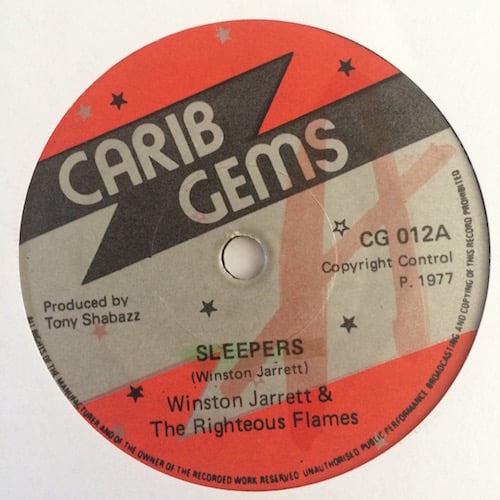 CARIB
GEMS
CG 012A
Copyright Control
P. 1977
Produced by
Tony Shabazz
SLEEPERS
(Winston Jarrett)
Winston Jarrett &
The Righteous Flames
ALL RIGHTS OF THE MANUFACTURER AND OF THE OWNER OF THE RECORDED WORK RESERVED UNAUTHORISED PUBLIC PERFORMANCE BROADCASTING AND COPYING OF THIS RECORD PROHIBITED